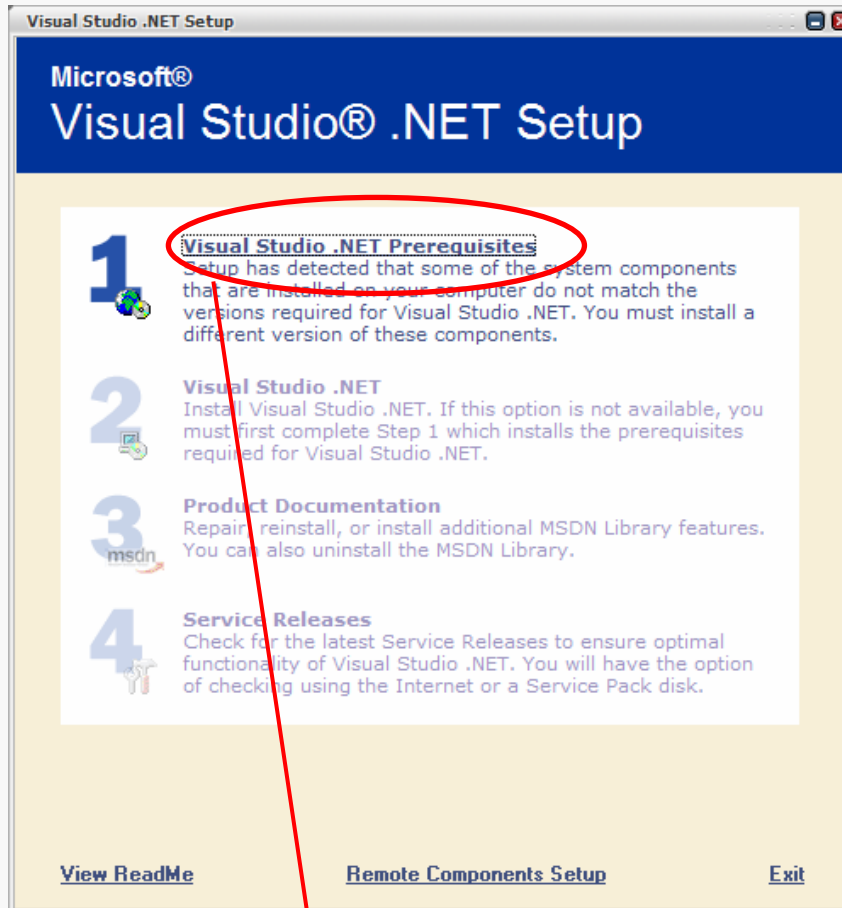 Visual Studio .NET Setup
Microsoft®
Visual Studio® .NET Setup
1
Visual Studio .NET Prerequisites
Setup has detected that some of the system components
that are installed on your computer do not match the
versions required for Visual Studio .NET. You must install a
different version of these components.
2
Visual Studio .NET
Install Visual Studio .NET. If this option is not available, you
must first complete Step 1 which installs the prerequisites
required for Visual Studio .NET.
3
msdn
Product Documentation
Repair, reinstall, or install additional MSDN Library features.
You can also uninstall the MSDN Library.
4
Service Releases
Check for the latest Service Releases to ensure optimal
functionality of Visual Studio .NET. You will have the option
of checking using the Internet or a Service Pack disk.
View ReadMe
Remote Components Setup
Exit